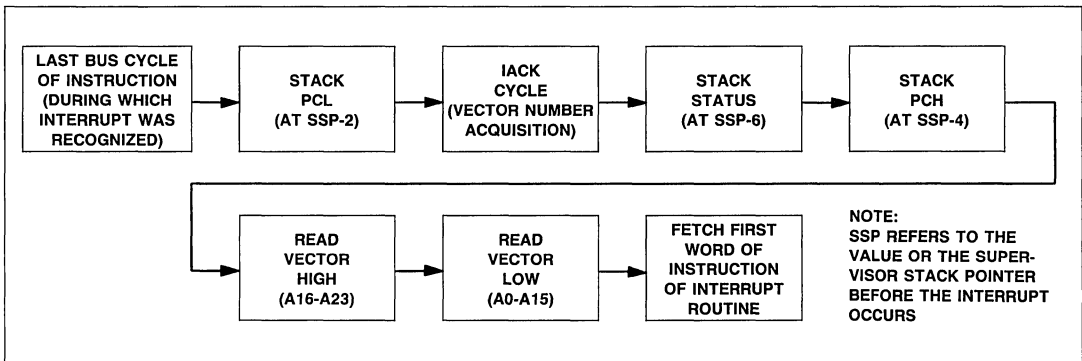 LAST BUS CYCLE
OF INSTRUCTION
(DURING WHICH
INTERRUPT WAS
RECOGNIZED)
STACK
PCL
(AT SSP-2)
IACK
CYCLE
(VECTOR NUMBER
ACQUISITION)
STACK
STATUS
(AT SSP-6)
STACK
PCH
(AT SSP-4)
READ
VECTOR
HIGH
(A16-A23)
READ
VECTOR
LOW
(A0-A15)
FETCH FIRST
WORD OF
INSTRUCTION
OF INTERRUPT
ROUTINE
NOTE:
SSP REFERS TO THE
VALUE OR THE SUPER-
VISOR STACK POINTER
BEFORE THE INTERRUPT
OCCURS